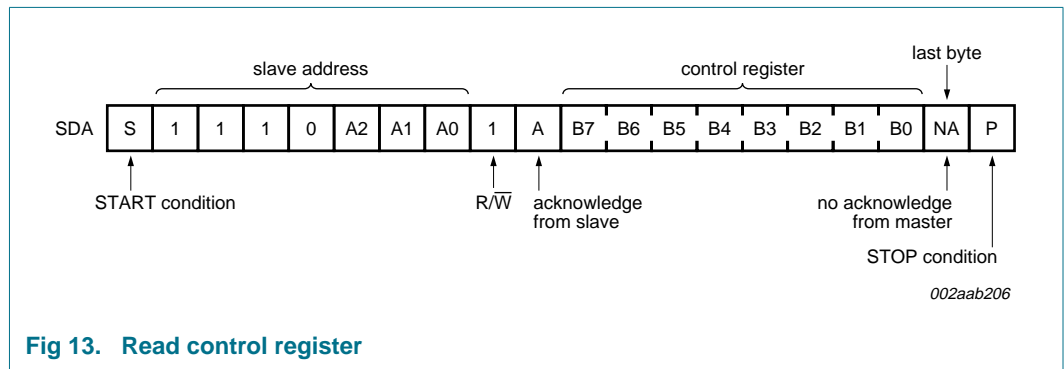 last byte
slave address control register
SDA S 1 1 1 0 A2 A1 A0 1 A B7 B6 B5 B4 B3 B2 B1 B0 NA P
START condition R/W̅ acknowledge from slave no acknowledge from master
STOP condition
002aab206
Fig 13. Read control register